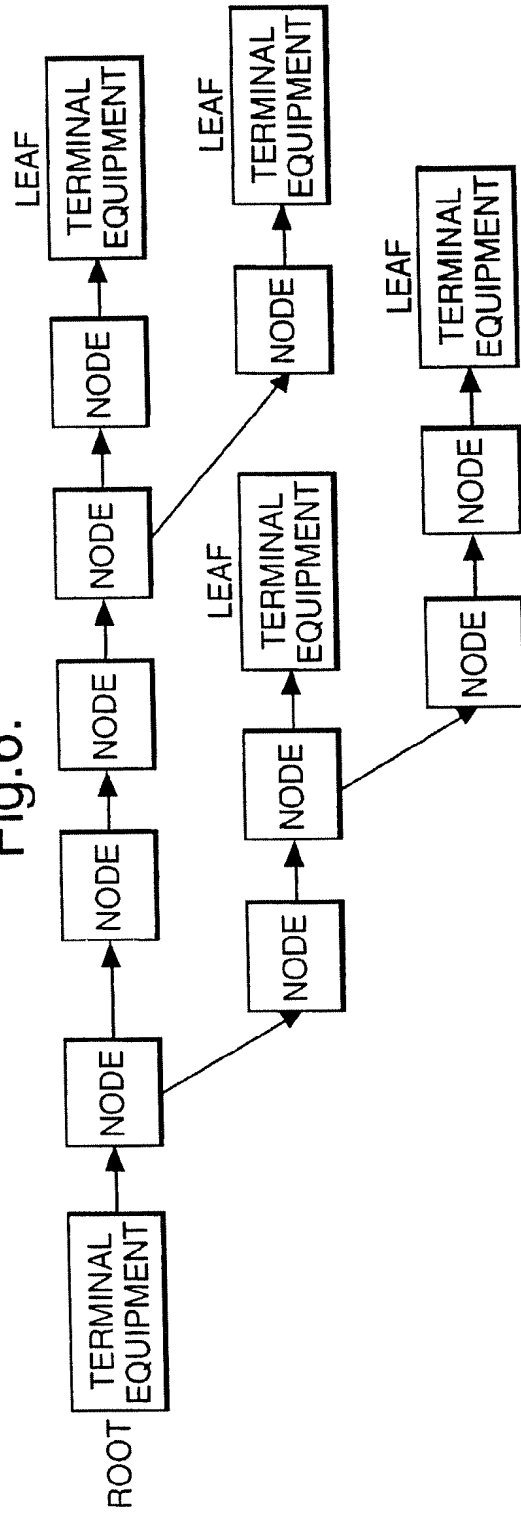 Fig.6.
LEAF
ROOT
TERMINAL
EQUIPMENT
NODE
NODE
NODE
NODE
NODE
TERMINAL
EQUIPMENT
LEAF
LEAF
NODE
NODE
TERMINAL
EQUIPMENT
NODE
TERMINAL
EQUIPMENT
LEAF
NODE
NODE
TERMINAL
EQUIPMENT